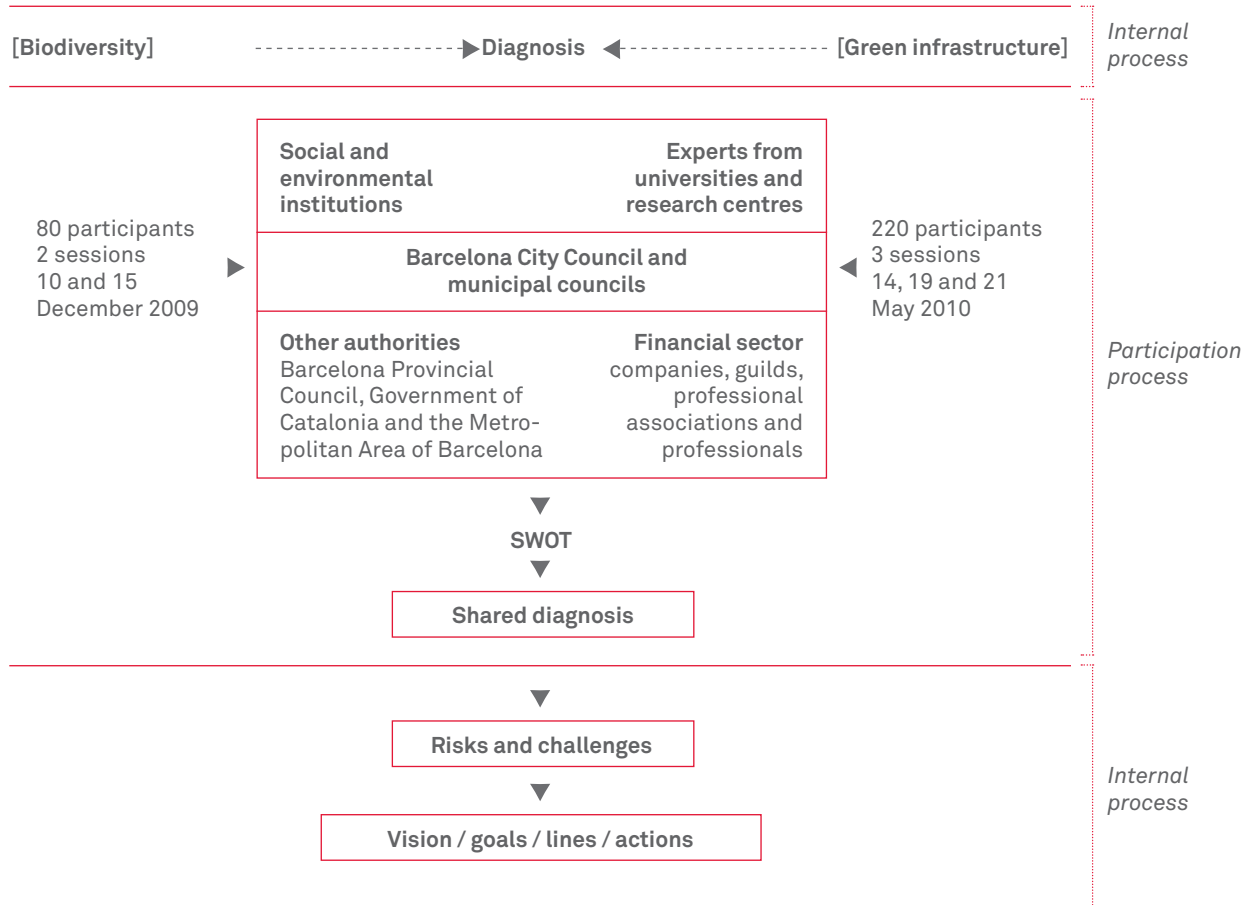 [Biodiversity]
Diagnosis
[Green infrastructure]
Internal
process
Social and
environmental
institutions
Experts from
universities and
research centres
80 participants
2 sessions
10 and 15
December 2009
Barcelona City Council and
municipal councils
220 participants
3 sessions
14, 19 and 21
May 2010
Other authorities
Barcelona Provincial
Council, Government of
Catalonia and the Metro-
politan Area of Barcelona
Financial sector
companies, guilds,
professional
associations and
professionals
Participation
process
SWOT
Shared diagnosis
Risks and challenges
Internal
process
Vision / goals / lines / actions